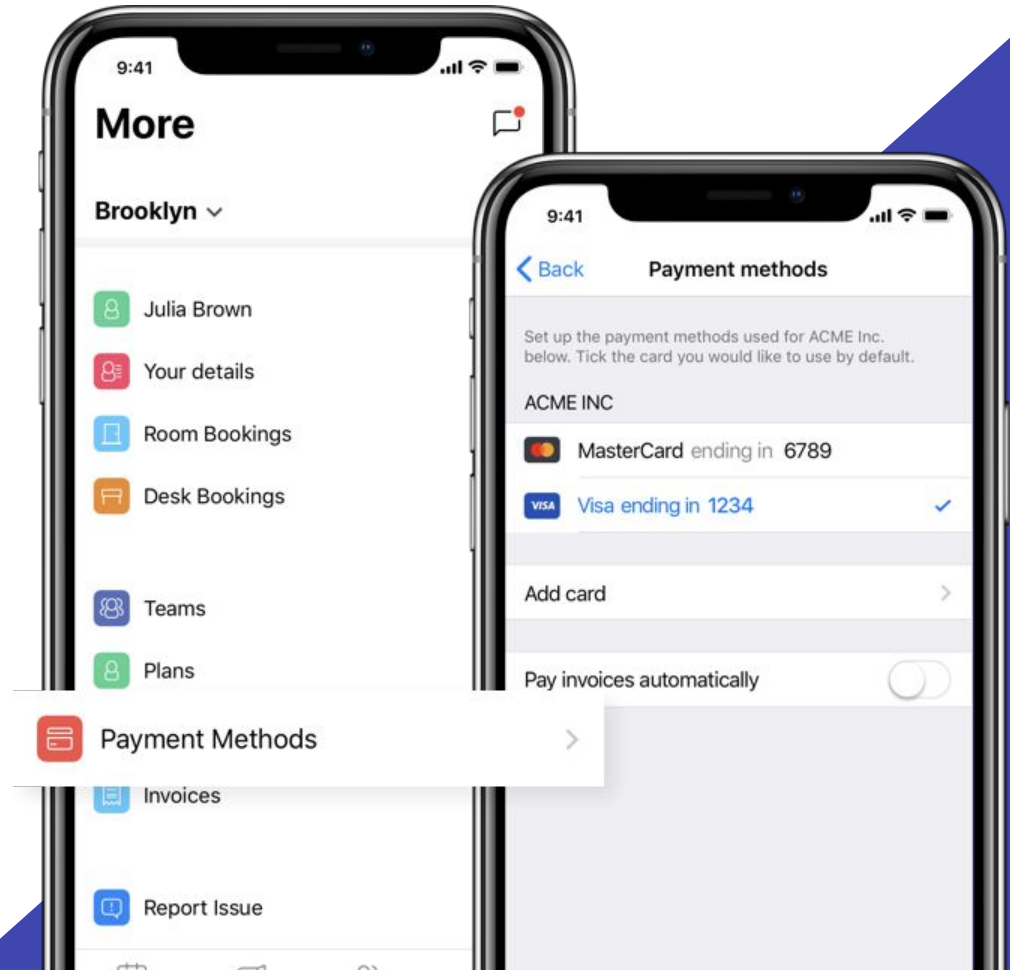 9:41
More
Brooklyn
Julia Brown
Your details
Room Bookings
Desk Bookings
Teams
Plans
Payment Methods
Invoices
Report Issue
9:41
Back
Payment methods
Set up the payment methods used for ACME Inc.
below. Tick the card you would like to use by default.
ACME INC
MasterCard ending in 6789
VISA Visa ending in 1234
Add card
Pay invoices automatically